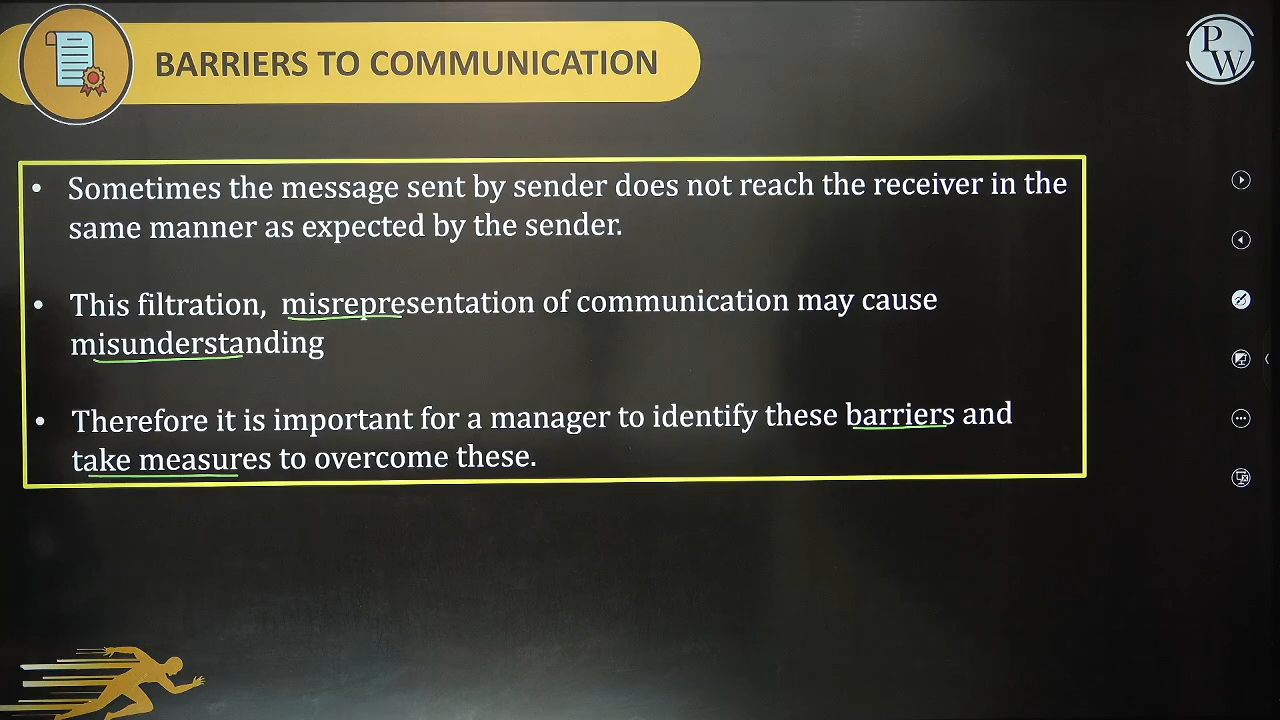 BARRIERS TO COMMUNICATION
PW
• Sometimes the message sent by sender does not reach the receiver in the
same manner as expected by the sender.
• This filtration, misrepresentation of communication may cause
misunderstanding
• Therefore it is important for a manager to identify these barriers and
take measures to overcome these.